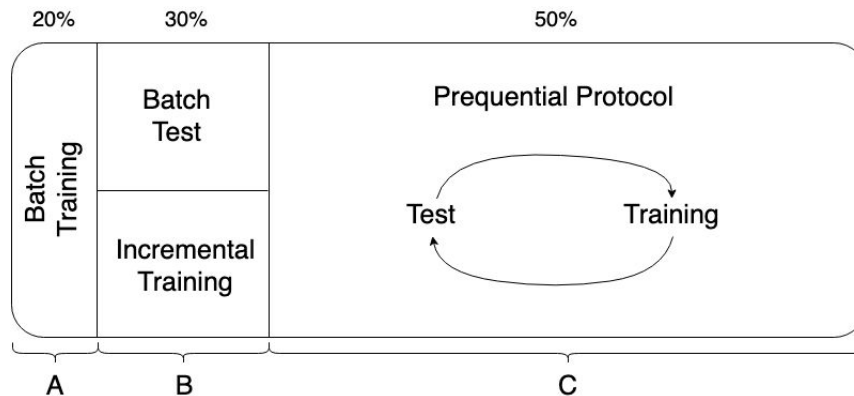 20%
30%
50%
Batch
Training
Batch
Test
Incremental
Training
Prequential Protocol
Test
Training
A
B
C